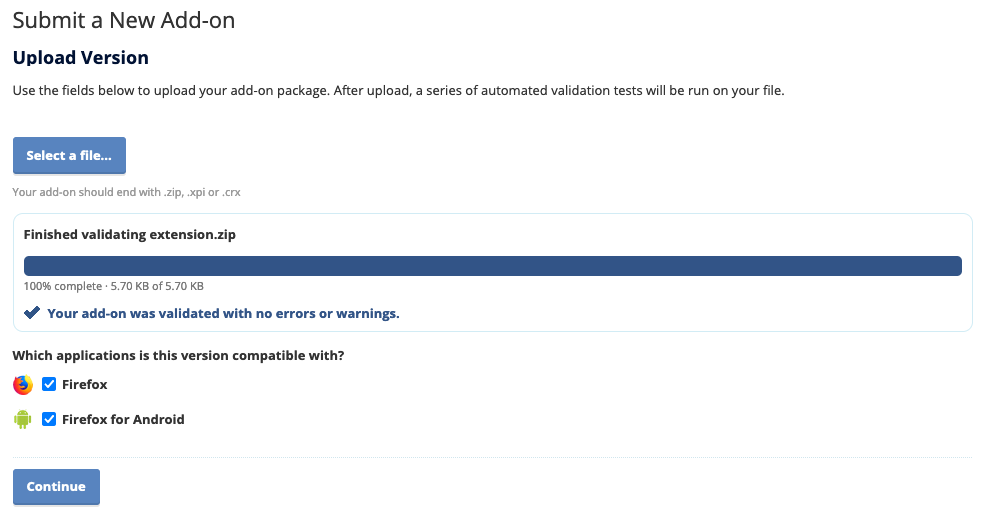 Submit a New Add-on
Upload Version
Use the fields below to upload your add-on package. After upload, a series of automated validation tests will be run on your file.
Select a file...
Your add-on should end with .zip, .xpi or .crx
Finished validating extension.zip
100% complete · 5.70 KB of 5.70 KB
Your add-on was validated with no errors or warnings.
Which applications is this version compatible with?
Firefox
Firefox for Android
Continue